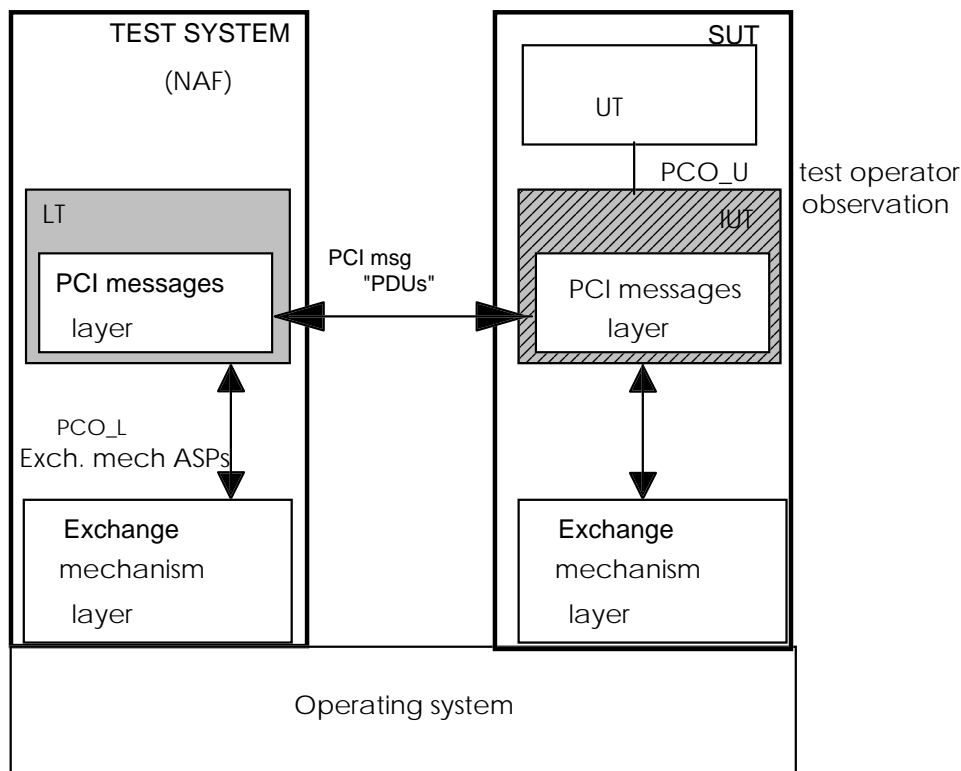 TEST SYSTEM
(NAF)
LT
PCI messages
layer
PCO_L
Exch. mech ASPs
Exchange
mechanism
layer
PCI msg
"PDUs"
SUT
UT
PCO_U
test operator
observation
IUT
PCI messages
layer
Exchange
mechanism
layer
Operating system